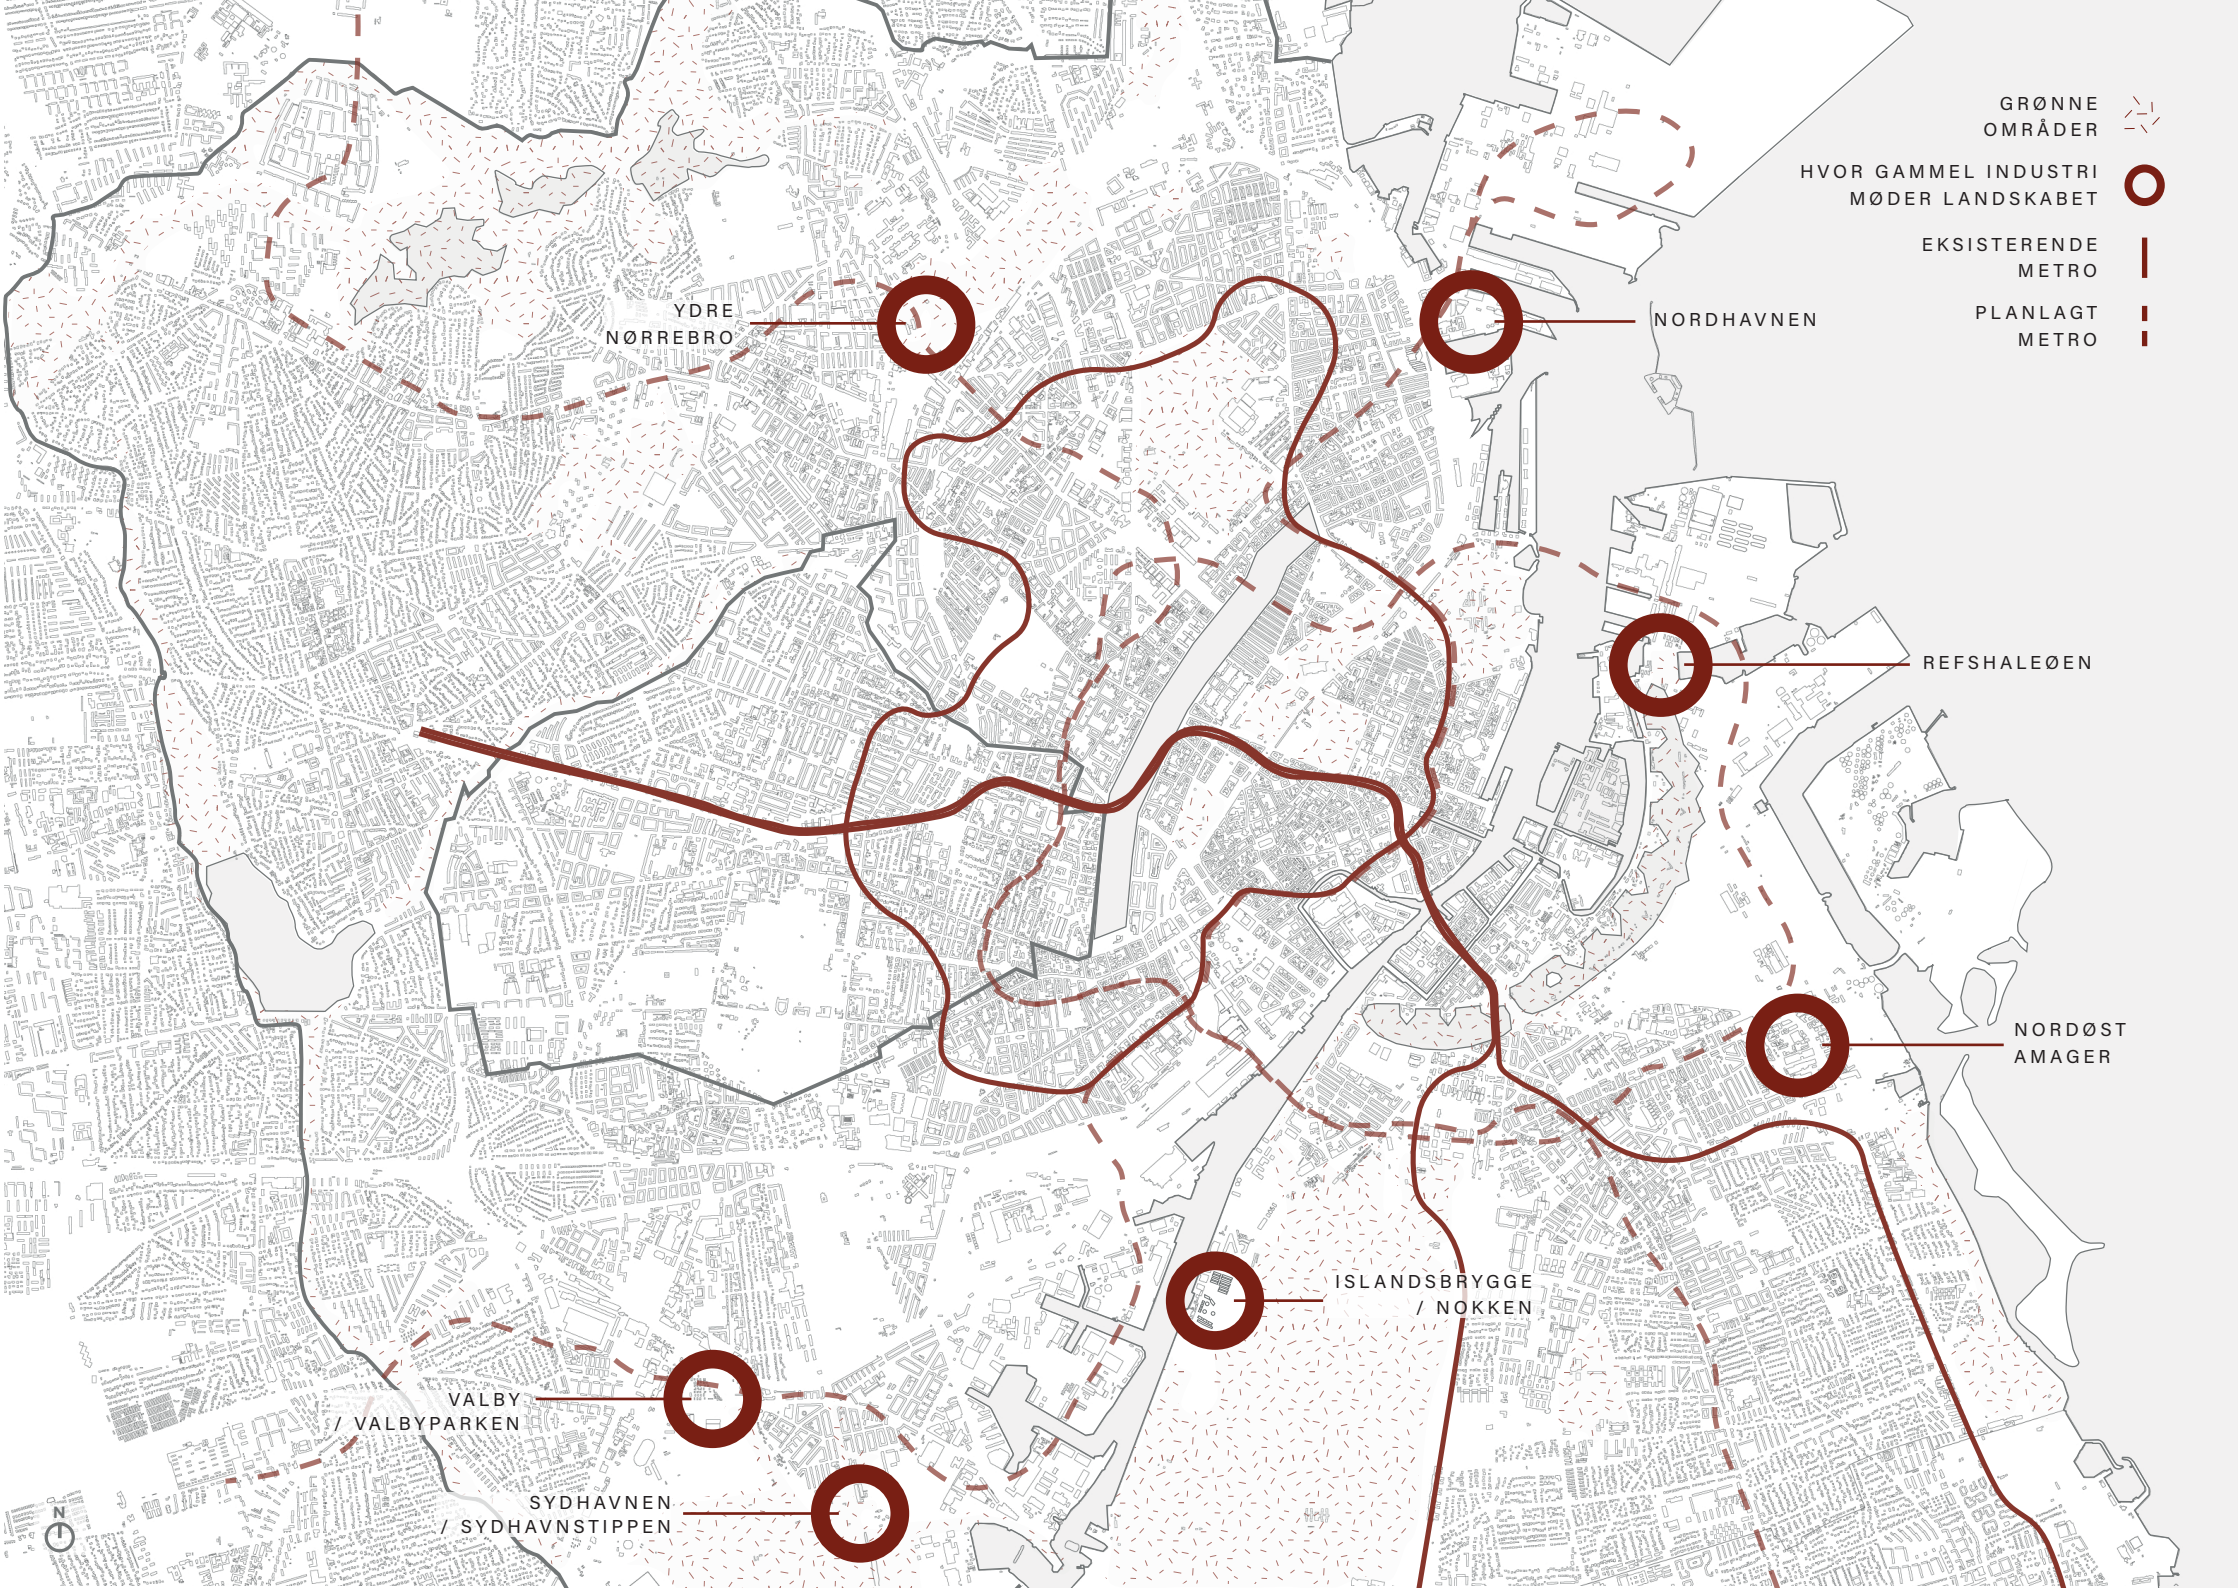 GRØNNE
OMRÅDER
HVOR GAMMEL INDUSTRI
MØDER LANDSKABET
EKSISTERENDE
METRO
PLANLAGT
METRO
YDRE
NØRREBRO
NORDHAVNEN
REFSHALEØEN
NORDØST
AMAGER
ISLANDSBRYGGE
/ NOKKEN
VALBY
/ VALBYPARKEN
SYDHAVNEN
/ SYDHAVNSTIPPEN
N